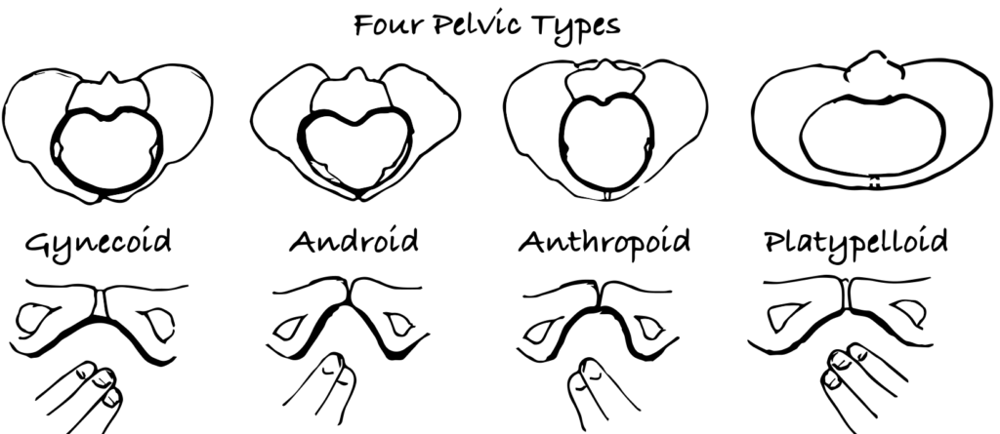 Four Pelvic Types
Gynecoid Android Anthropoid Platypelloid